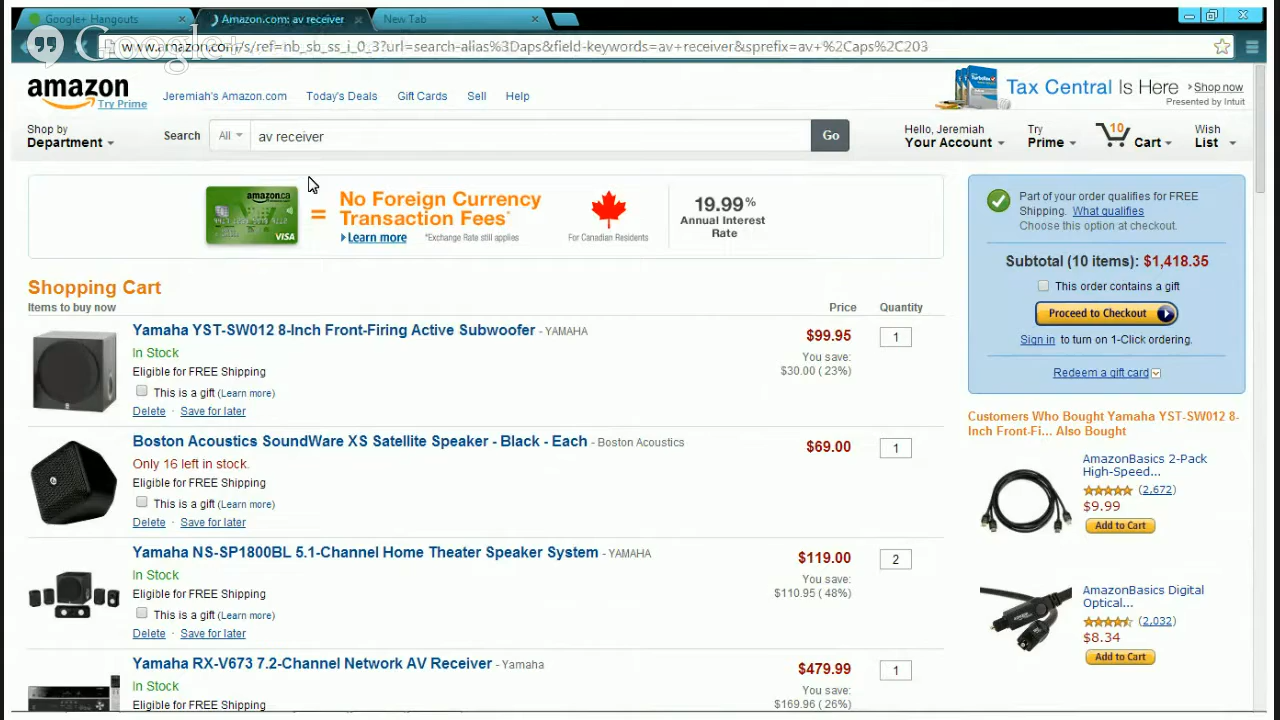 Google+ Hangouts
Amazon.com: av receiver
New Tab
Google+
www.amazon.com/s/ref=nb_sb_ss_i_0_3?url=search-alias%3Daps&field-keywords=av+receiver&sprefix=av+%2Caps%2C203
amazon
Try Prime
Jeremiah's Amazon.com
Today's Deals
Gift Cards
Sell
Help
Tax Central Is Here
› Shop now
Presented by Intuit
Shop by
Department
Search
All
av receiver
Go
Hello, Jeremiah
Your Account
Try
Prime
10
Cart
Wish
List
amazon.ca
VISA
=
No Foreign Currency
Transaction Fees*
Learn more
*Exchange Rate still applies
For Canadian Residents
19.99%
Annual Interest
Rate
Part of your order qualifies for FREE
Shipping. What qualifies
Choose this option at checkout.
Subtotal (10 items): $1,418.35
This order contains a gift
Proceed to Checkout
Sign in to turn on 1-Click ordering.
Redeem a gift card
Shopping Cart
Items to buy now
Price
Quantity
Yamaha YST-SW012 8-Inch Front-Firing Active Subwoofer - YAMAHA
In Stock
Eligible for FREE Shipping
This is a gift (Learn more)
Delete · Save for later
$99.95
You save:
$30.00 ( 23%)
1
Boston Acoustics SoundWare XS Satellite Speaker - Black - Each - Boston Acoustics
Only 16 left in stock.
Eligible for FREE Shipping
This is a gift (Learn more)
Delete · Save for later
$69.00
1
Yamaha NS-SP1800BL 5.1-Channel Home Theater Speaker System - YAMAHA
In Stock
Eligible for FREE Shipping
This is a gift (Learn more)
Delete · Save for later
$119.00
You save:
$110.95 ( 48%)
2
Yamaha RX-V673 7.2-Channel Network AV Receiver - Yamaha
In Stock
Eligible for FREE Shipping
$479.99
You save:
$169.96 ( 26%)
1
Customers Who Bought Yamaha YST-SW012 8-
Inch Front-Fi... Also Bought
AmazonBasics 2-Pack
High-Speed...
(2,672)
$9.99
Add to Cart
AmazonBasics Digital
Optical...
(2,032)
$8.34
Add to Cart